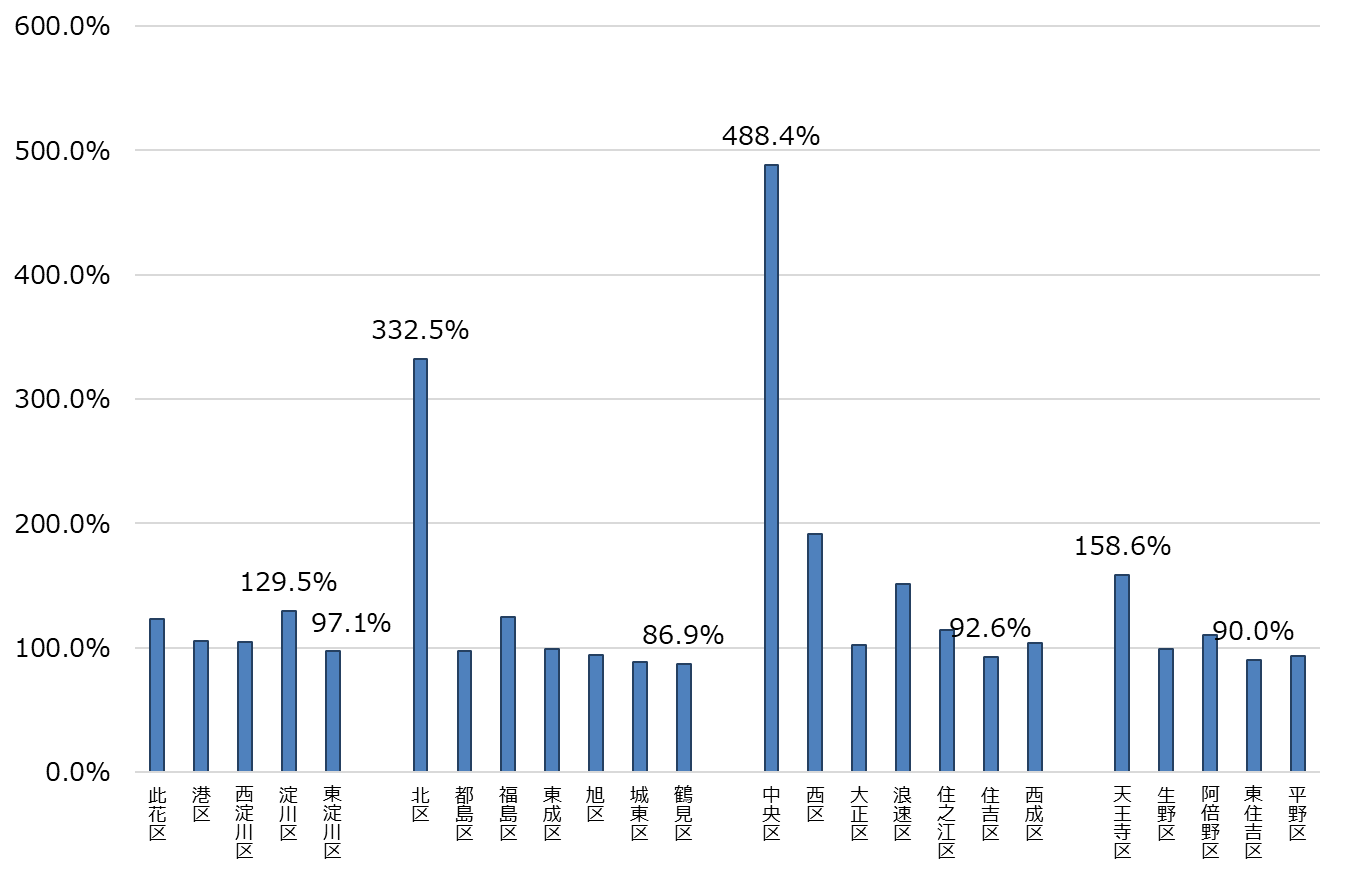 600.0%
500.0%
400.0%
300.0%
200.0%
100.0%
0.0%
129.5%
97.1%
332.5%
86.9%
488.4%
92.6%
158.6%
90.0%
此花区
港区
西淀川区
淀川区
東淀川区
北区
都島区
福島区
東成区
旭区
城東区
鶴見区
中央区
西区
大正区
浪速区
住之江区
住吉区
西成区
天王寺区
生野区
阿倍野区
東住吉区
平野区